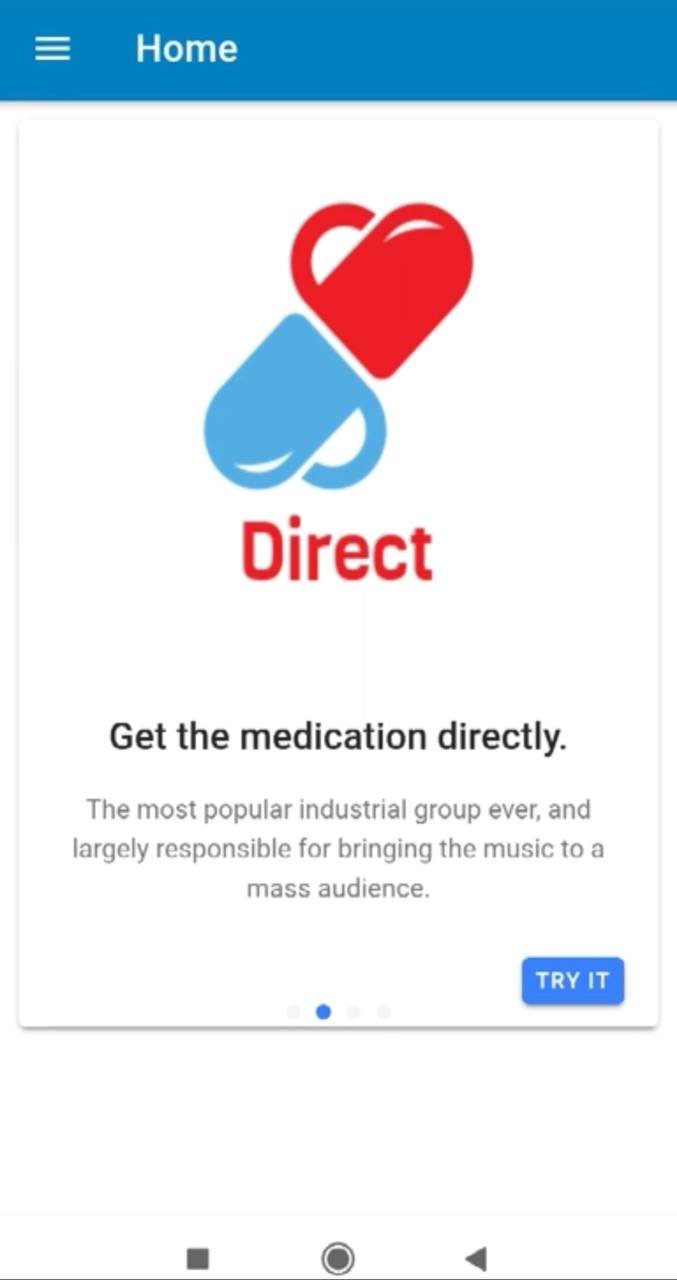 Home
Direct
Get the medication directly.
The most popular industrial group ever, and
largely responsible for bringing the music to a
mass audience.
TRY IT